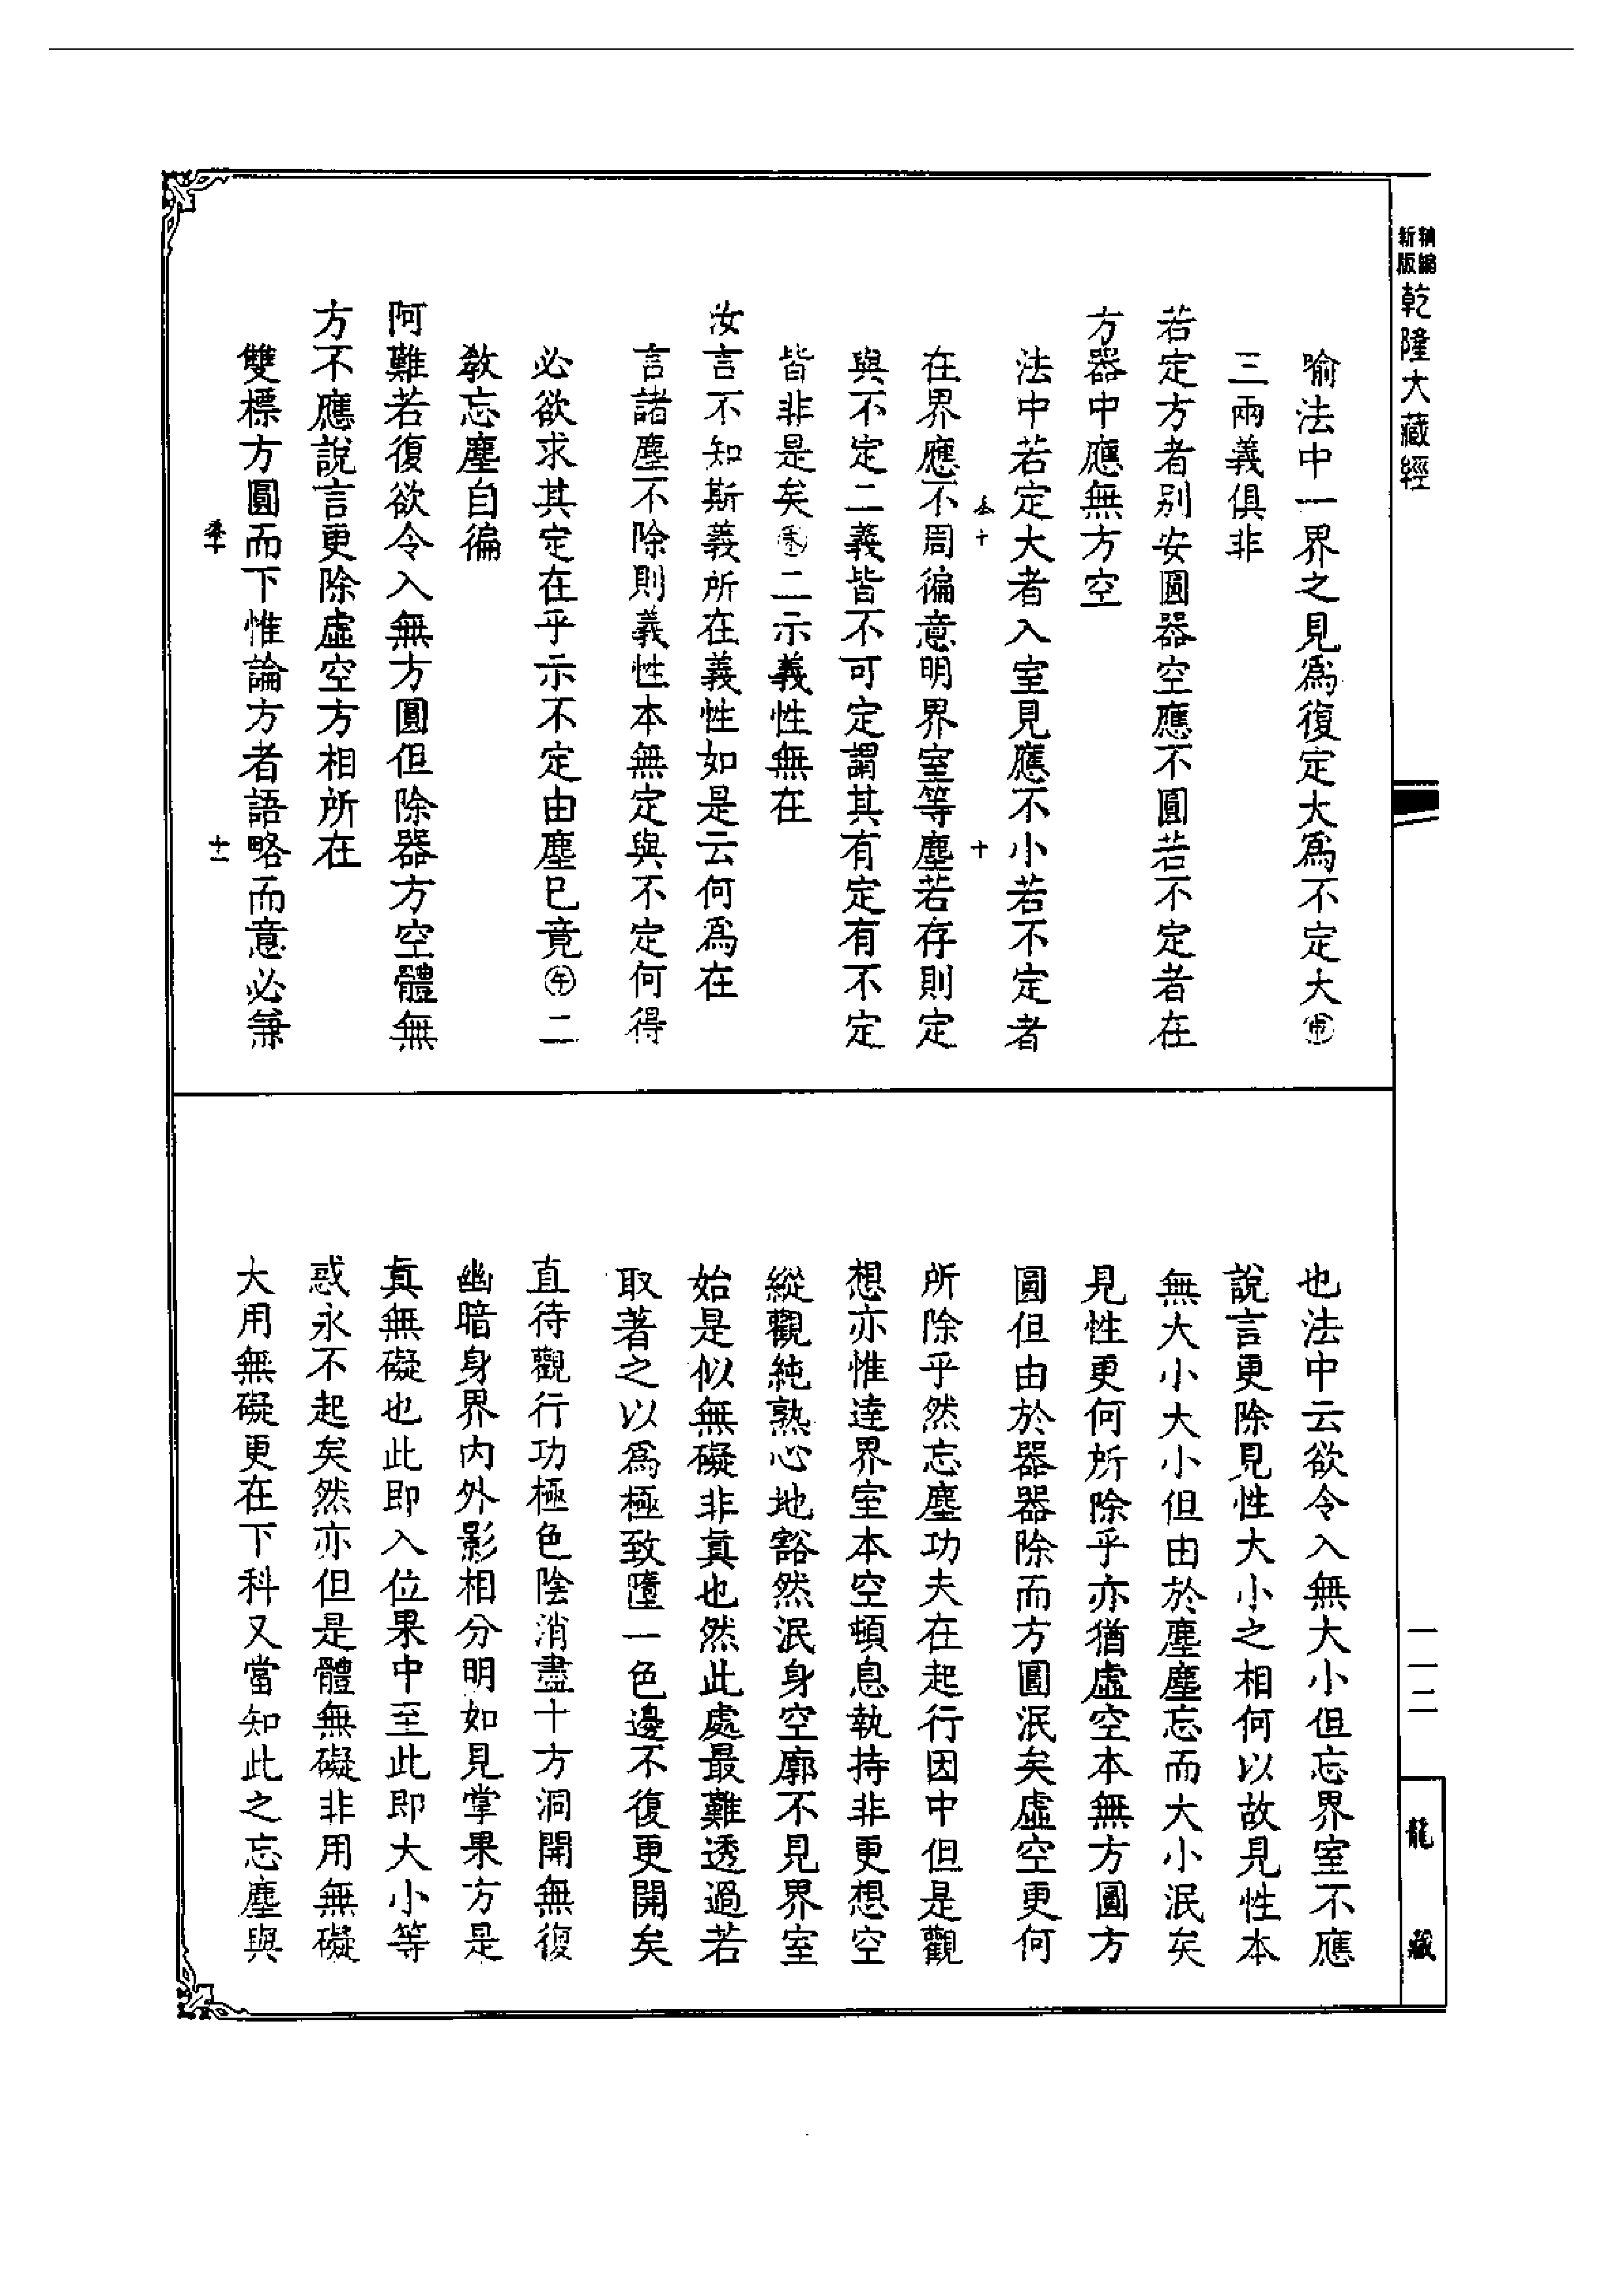 新編
新版
乾隆大藏經
喻法中一界之見爲復定大爲不定大㊥
三兩義俱非
若定方者别安圓器空應不圓若不定者在
方器中應無方空
法中若定大者入室見應不小若不定者
在界應不周徧意明界室等塵若存則定
與不定二義皆不可定謂其有定有不定
皆非是矣二示義性無在
汝言不知斯義所在義性如是云何爲在
言諸塵不除則義性本無定與不定何得
必欲求其定在乎示不定由塵已竟㊍二
教忘塵自徧
阿難若復欲令入無方圓但除器方空體無
方不應說言更除虛空方相所在
雙標方圓而下惟論方者語略而意必兼
十
十一
也法中云欲令入無大小但忘界室不應
說言更除見性大小之相何以故見性本
無大小大小但由於塵塵忘而大小泯矣
見性更何所除乎亦猶虛空本無方圓方
圓但由於器器除而方圓泯矣虛空更何
所除乎然忘塵功夫在起行因中但是觀
想亦惟達界室本空頓息執持非更想空
縱觀純熟心地豁然泯身空廓不見界室
始是似無礙非真也然此處最難透過若
取著之以爲極致墮一色邊不復更開矣
直待觀行功極色陰消盡十方洞開無復
幽暗身界内外影相分明如見掌果方是
真無礙也此即入位果中至此即大小等
惑永不起矣然亦但是體無礙非用無礙
大用無礙更在下科又當知此之忘塵與
一一二
龍藏